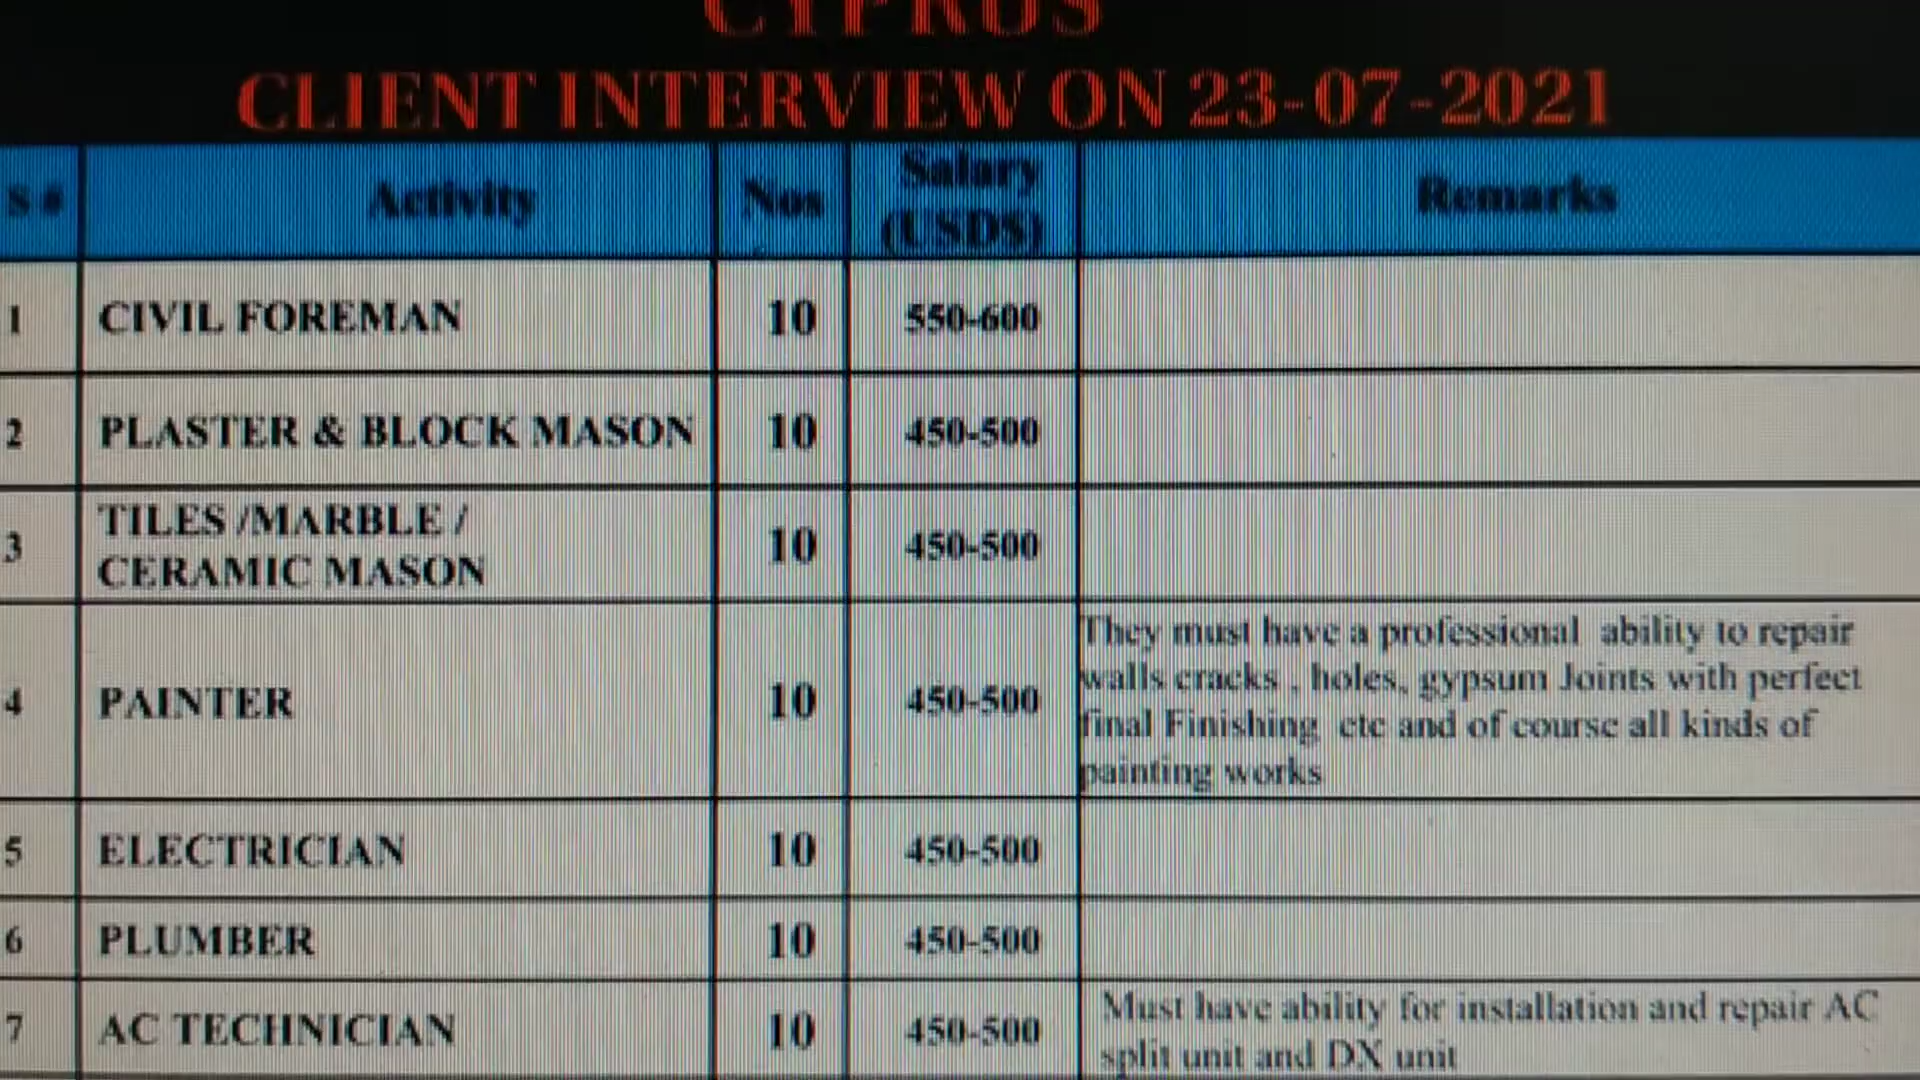 CYPRUS
CLIENT INTERVIEW ON 23-07-2021
S # Activity Nos Salary (USD$) Remarks
1 CIVIL FOREMAN 10 550-600
2 PLASTER & BLOCK MASON 10 450-500
3 TILES /MARBLE /
CERAMIC MASON 10 450-500
4 PAINTER 10 450-500 They must have a professional ability to repair
walls cracks , holes, gypsum Joints with perfect
final Finishing etc and of course all kinds of
painting works
5 ELECTRICIAN 10 450-500
6 PLUMBER 10 450-500
7 AC TECHNICIAN 10 450-500 Must have ability for installation and repair AC
split unit and DX unit